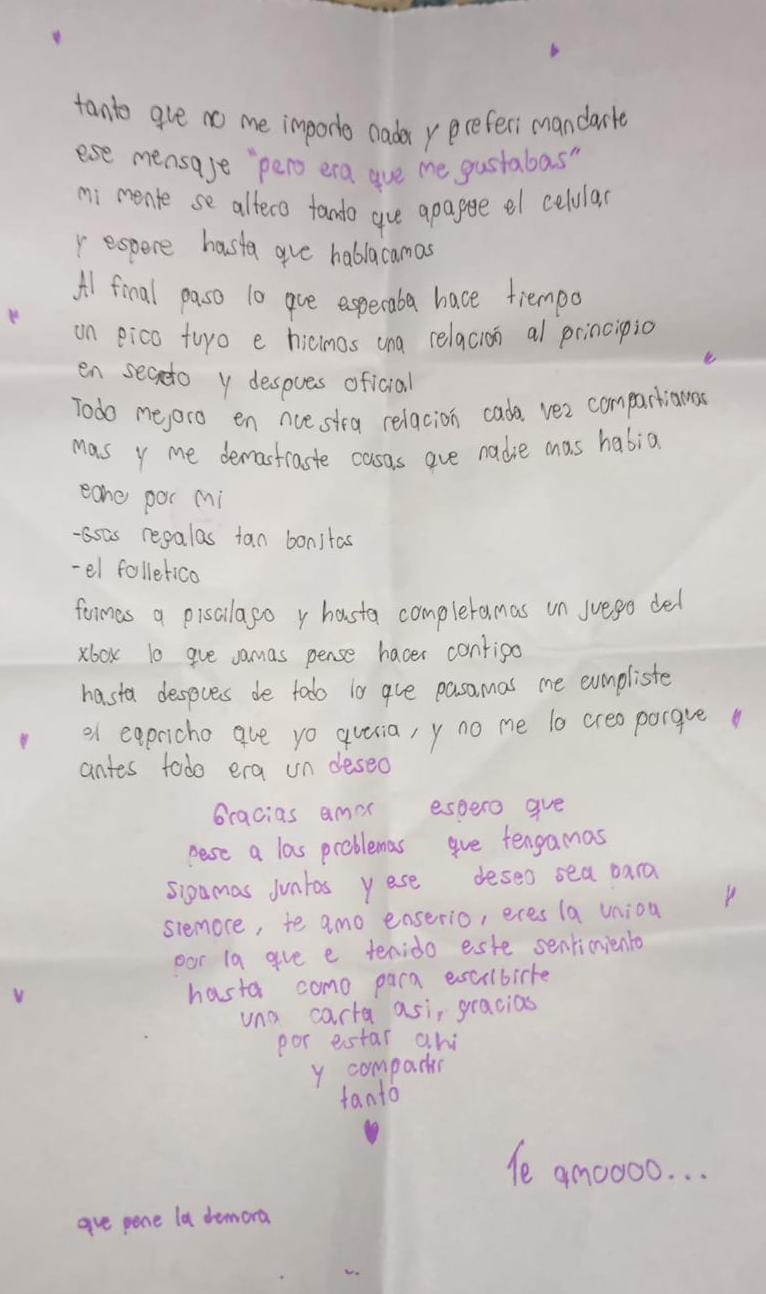 tanto que no me importo nada y preferi mandarte
ese mensaje "pero era que me gustabas"
mi mente se altero tanto que apague el celular
y espere hasta que hablaramos
Al final paso lo que esperaba hace tiempo
un pico tuyo e hicimos una relación al principio
en secreto y despues oficial
Todo mejoro en nuestra relación cada vez compartiamos
mas y me demostraste cosas que nadie mas habia
echo por mi
-esos regalos tan bonitos
-el folletico
fuimos a piscilago y hasta completamos un juego del
xbox lo que jamas pense hacer contigo
hasta despues de todo lo que pasamos me cumpliste
el capricho que yo queria, y no me lo creo porque
antes todo era un deseo
Gracias amor espero que
pese a los problemas que tengamos
sigamos juntos y ese deseo sea para
siempre, te amo enserio, eres la unica
por la que e tenido este sentimiento
hasta como para escribirte
una carta asi, gracias
por estar ahi
y compartir
tanto
Te amoooo...
que pene la demora